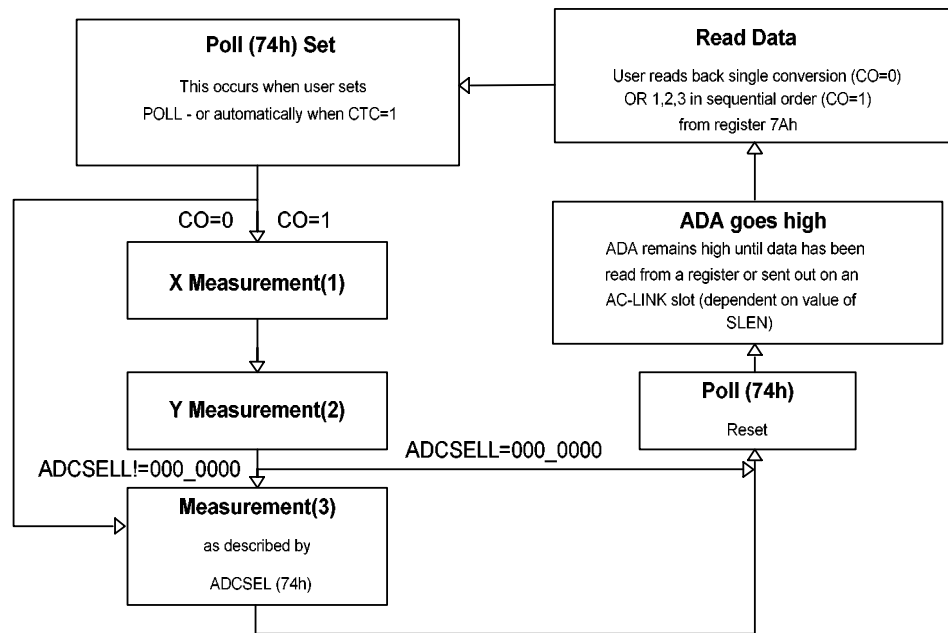 Poll (74h) Set
This occurs when user sets
POLL - or automatically when CTC=1
Read Data
User reads back single conversion (CO=0)
OR 1,2,3 in sequential order (CO=1)
from register 7Ah
CO=0
CO=1
X Measurement(1)
ADA goes high
ADA remains high until data has been
read from a register or sent out on an
AC-LINK slot (dependent on value of
SLEN)
Y Measurement(2)
Poll (74h)
Reset
ADCSELL!=000_0000
ADCSELL=000_0000
Measurement(3)
as described by
ADCSEL (74h)